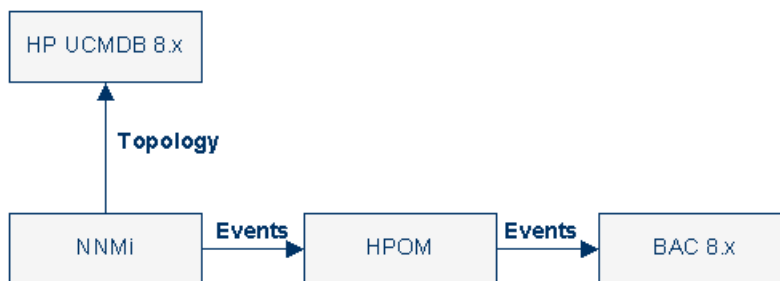 HP UCMDB 8.x
Topology
Events
Events
NNMi
HPOM
BAC 8.x